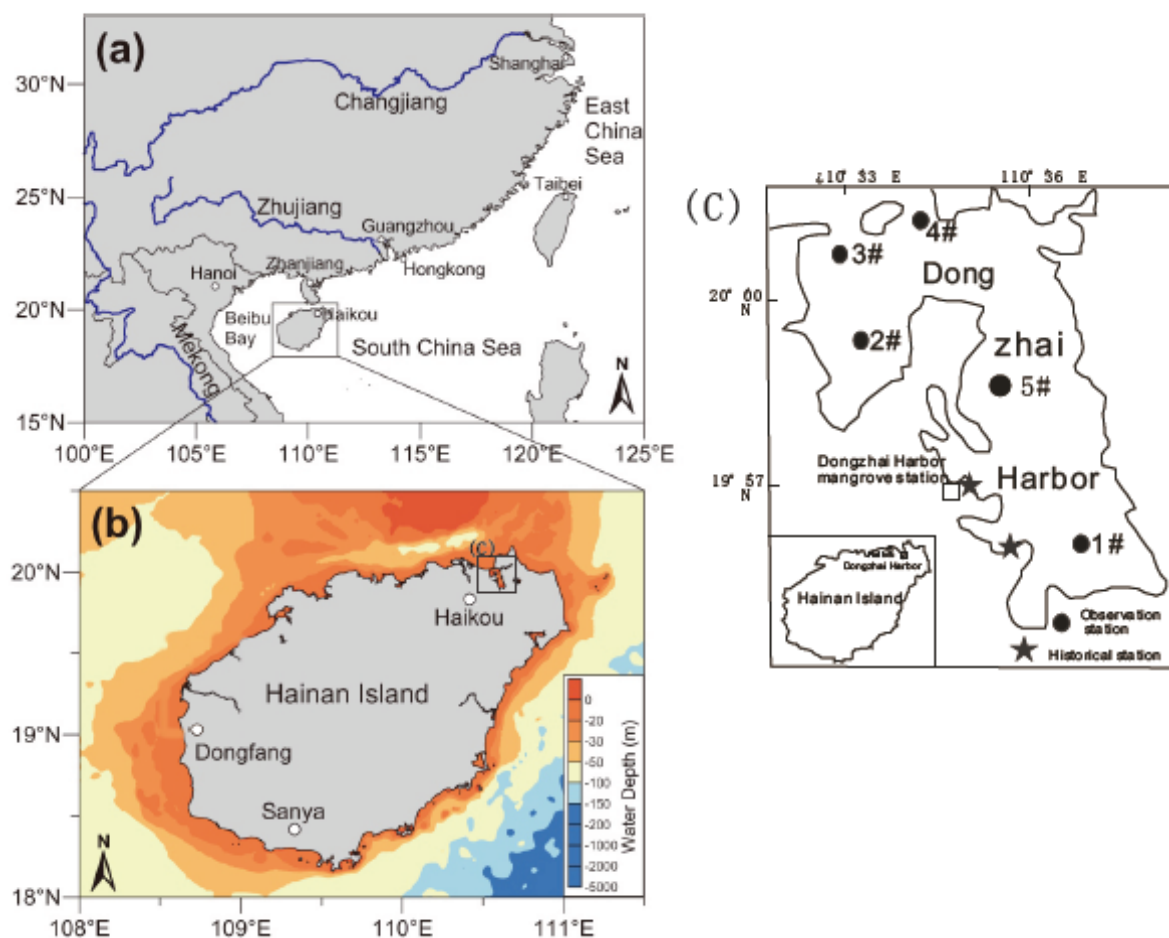 (a)
30°N
25°N
20°N
15°N
100°E
105°E
110°E
115°E
120°E
125°E
Shanghai
Changjiang
East
China
Sea
Taibei
Zhujiang
Guangzhou
Hongkong
Zhanjiang
Hanoi
Haikou
Beibu
Bay
South China Sea
Mekong
N
(b)
20°N
19°N
18°N
108°E
109°E
110°E
111°E
(C)
Haikou
Hainan Island
Dongfang
Sanya
N
0
-20
-30
-50
-100
-150
-200
-1000
-2000
-5000
Water Depth (m)
(C)
110 33 E
110 36 E
20 00
N
19 57
N
4#
3#
Dong
2#
zhai
5#
Dongzhai Harbor
mangrove station
Harbor
1#
Dongzhai Harbor
Hainan Island
Observation
station
Historical station